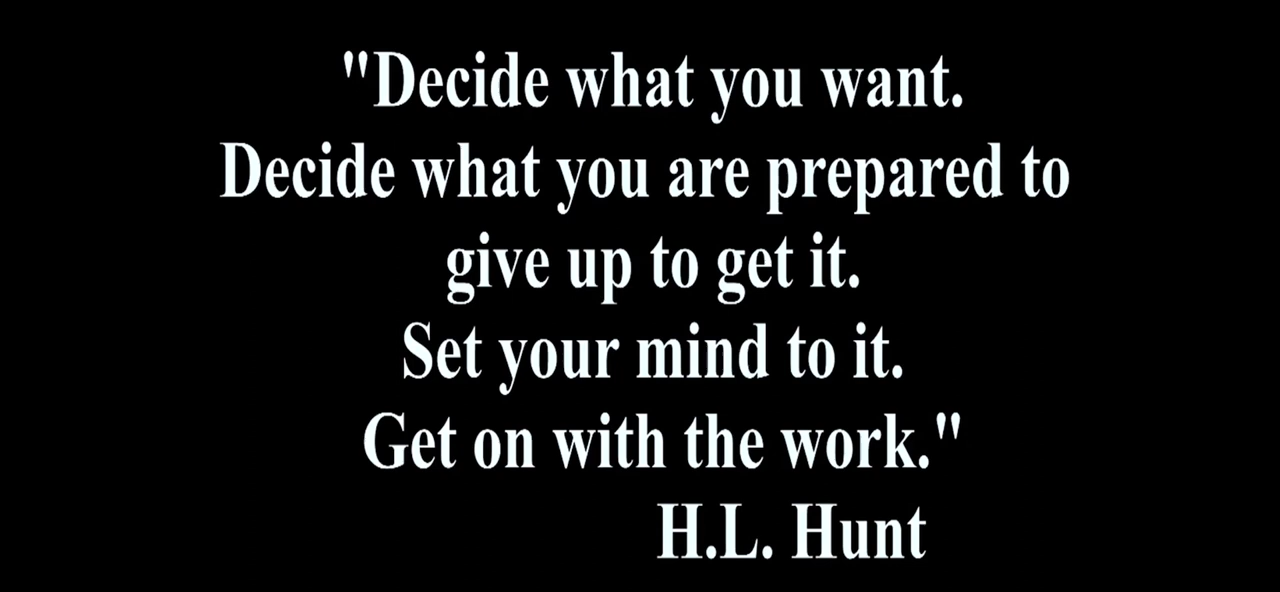 "Decide what you want.
Decide what you are prepared to
give up to get it.
Set your mind to it.
Get on with the work."
H.L. Hunt